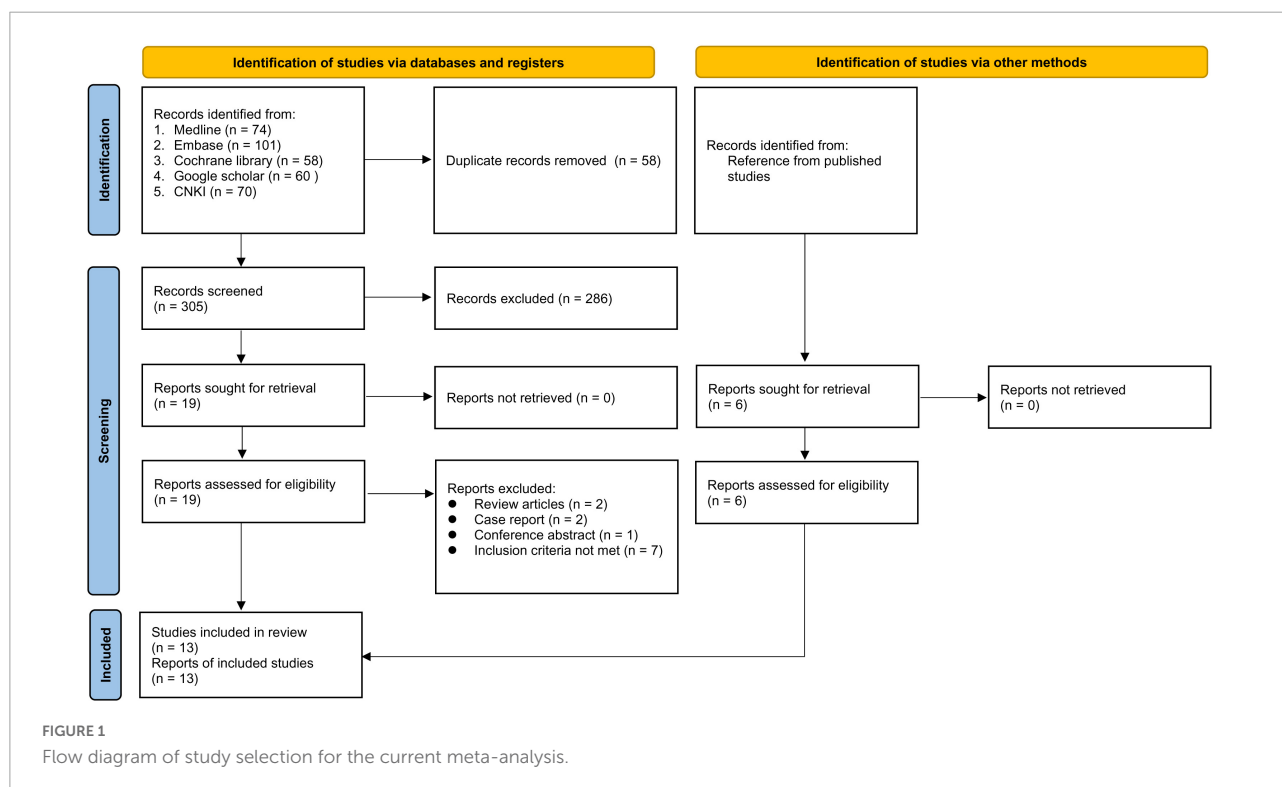 Identification of studies via databases and registers
Identification of studies via other methods
Identification
Records identified from:
1. Medline (n = 74)
2. Embase (n = 101)
3. Cochrane library (n = 58)
4. Google scholar (n = 60 )
5. CNKI (n = 70)
Duplicate records removed (n = 58)
Records identified from:
Reference from published
studies
Screening
Records screened
(n = 305)
Records excluded (n = 286)
Reports sought for retrieval
(n = 19)
Reports not retrieved (n = 0)
Reports sought for retrieval
(n = 6)
Reports not retrieved
(n = 0)
Reports assessed for eligibility
(n = 19)
Reports excluded:
● Review articles (n = 2)
● Case report (n = 2)
● Conference abstract (n = 1)
● Inclusion criteria not met (n = 7)
Reports assessed for eligibility
(n = 6)
Included
Studies included in review
(n = 13)
Reports of included studies
(n = 13)
FIGURE 1
Flow diagram of study selection for the current meta-analysis.